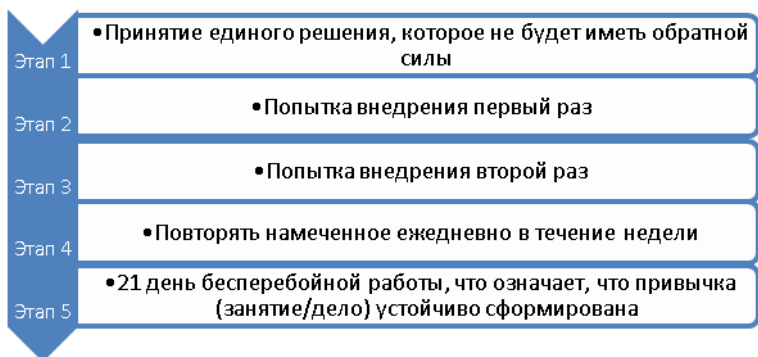 •Принятие единого решения, которое не будет иметь обратной
силы
Этап 1
•Попытка внедрения первый раз
Этап 2
•Попытка внедрения второй раз
Этап 3
•Повторять намеченное ежедневно в течение недели
Этап 4
•21 день бесперебойной работы, что означает, что привычка
(занятие/дело) устойчиво сформирована
Этап 5